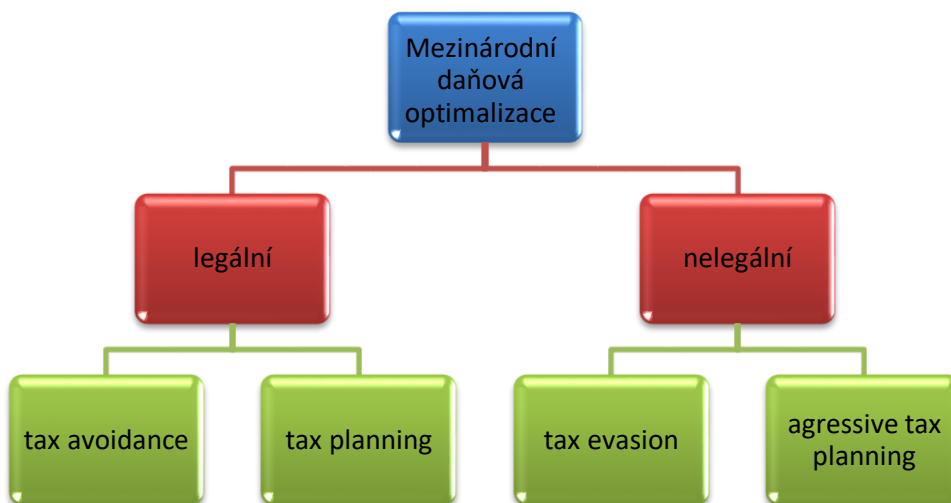 Mezinárodní
daňová
optimalizace
legální
nelegální
tax avoidance
tax planning
tax evasion
agressive tax
planning